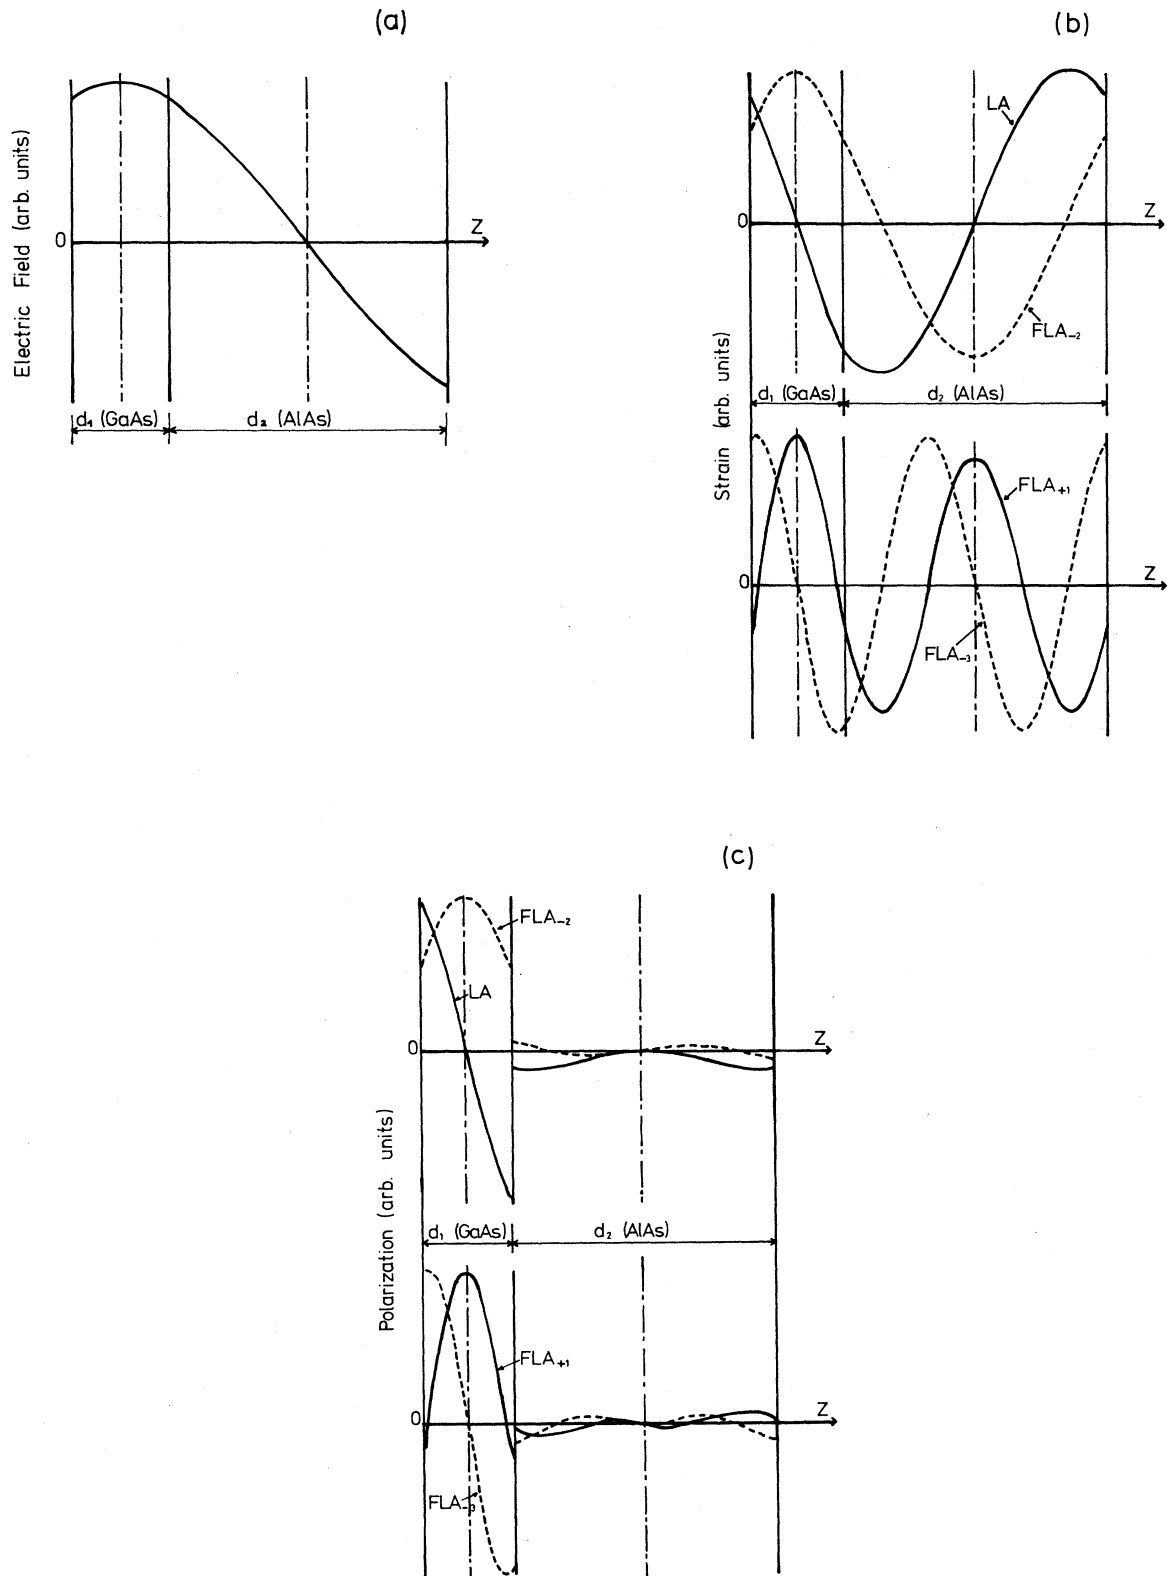 (a)
Electric Field (arb. units)
0
Z
d₁ (GaAs)
d₂ (AlAs)
(b)
Strain (arb. units)
LA
0
Z
FLA₋₂
d₁ (GaAs)
d₂ (AlAs)
FLA₊₁
0
Z
FLA₋₃
(c)
Polarization (arb. units)
FLA₋₂
LA
0
Z
d₁ (GaAs)
d₂ (AlAs)
FLA₊₁
0
Z
FLA₋₃